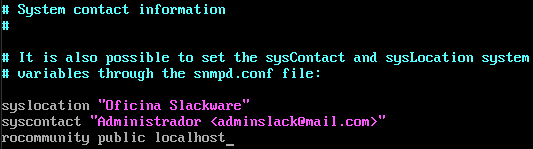 # System contact information
#
# It is also possible to set the sysContact and sysLocation system
# variables through the snmpd.conf file:
syslocation "Oficina Slackware"
syscontact "Administrador <adminslack@mail.com>"
rocommunity public localhost_